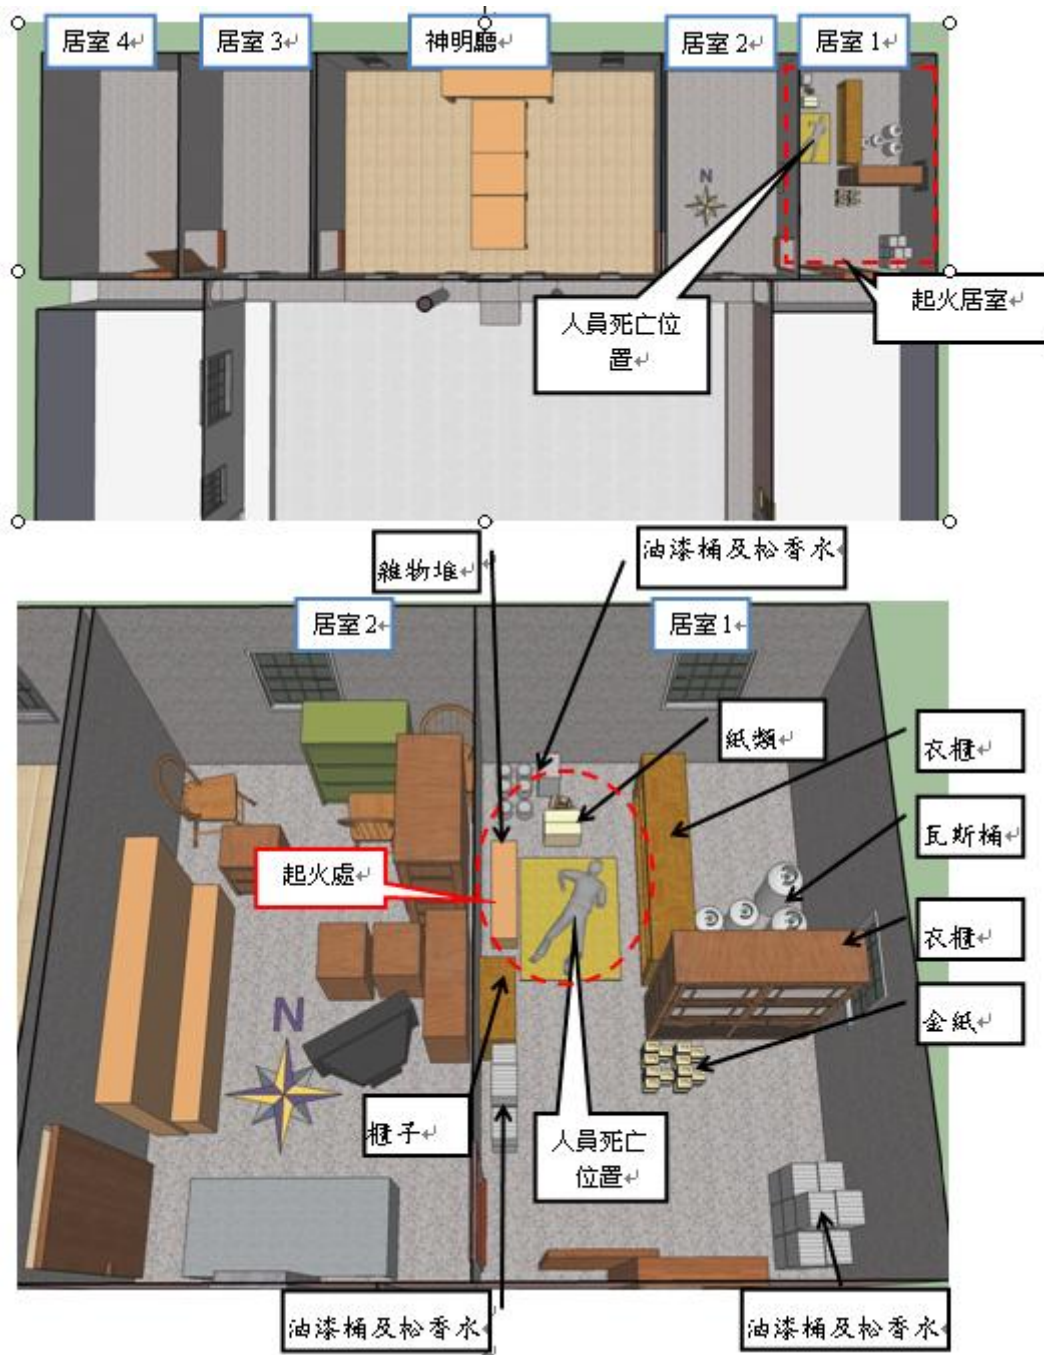 居室 4↵
居室 3↵
神明廳↵
居室 2↵
居室 1↵
N
人員死亡位
置↵
起火居室↵
雜物堆↵
油漆桶及松香水↵
居室 2↵
居室 1↵
紙類↵
衣櫃↵
瓦斯桶↵
起火處↵
衣櫃↵
金紙↵
N
櫃子↵
人員死亡
位置↵
油漆桶及松香水↵
油漆桶及松香水↵